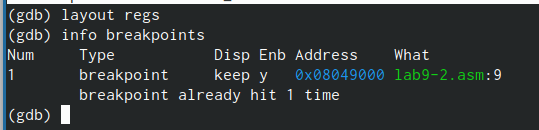 (gdb) layout regs
(gdb) info breakpoints
Num     Type           Disp Enb Address    What
1       breakpoint     keep y   0x08049000 lab9-2.asm:9
        breakpoint already hit 1 time
(gdb)